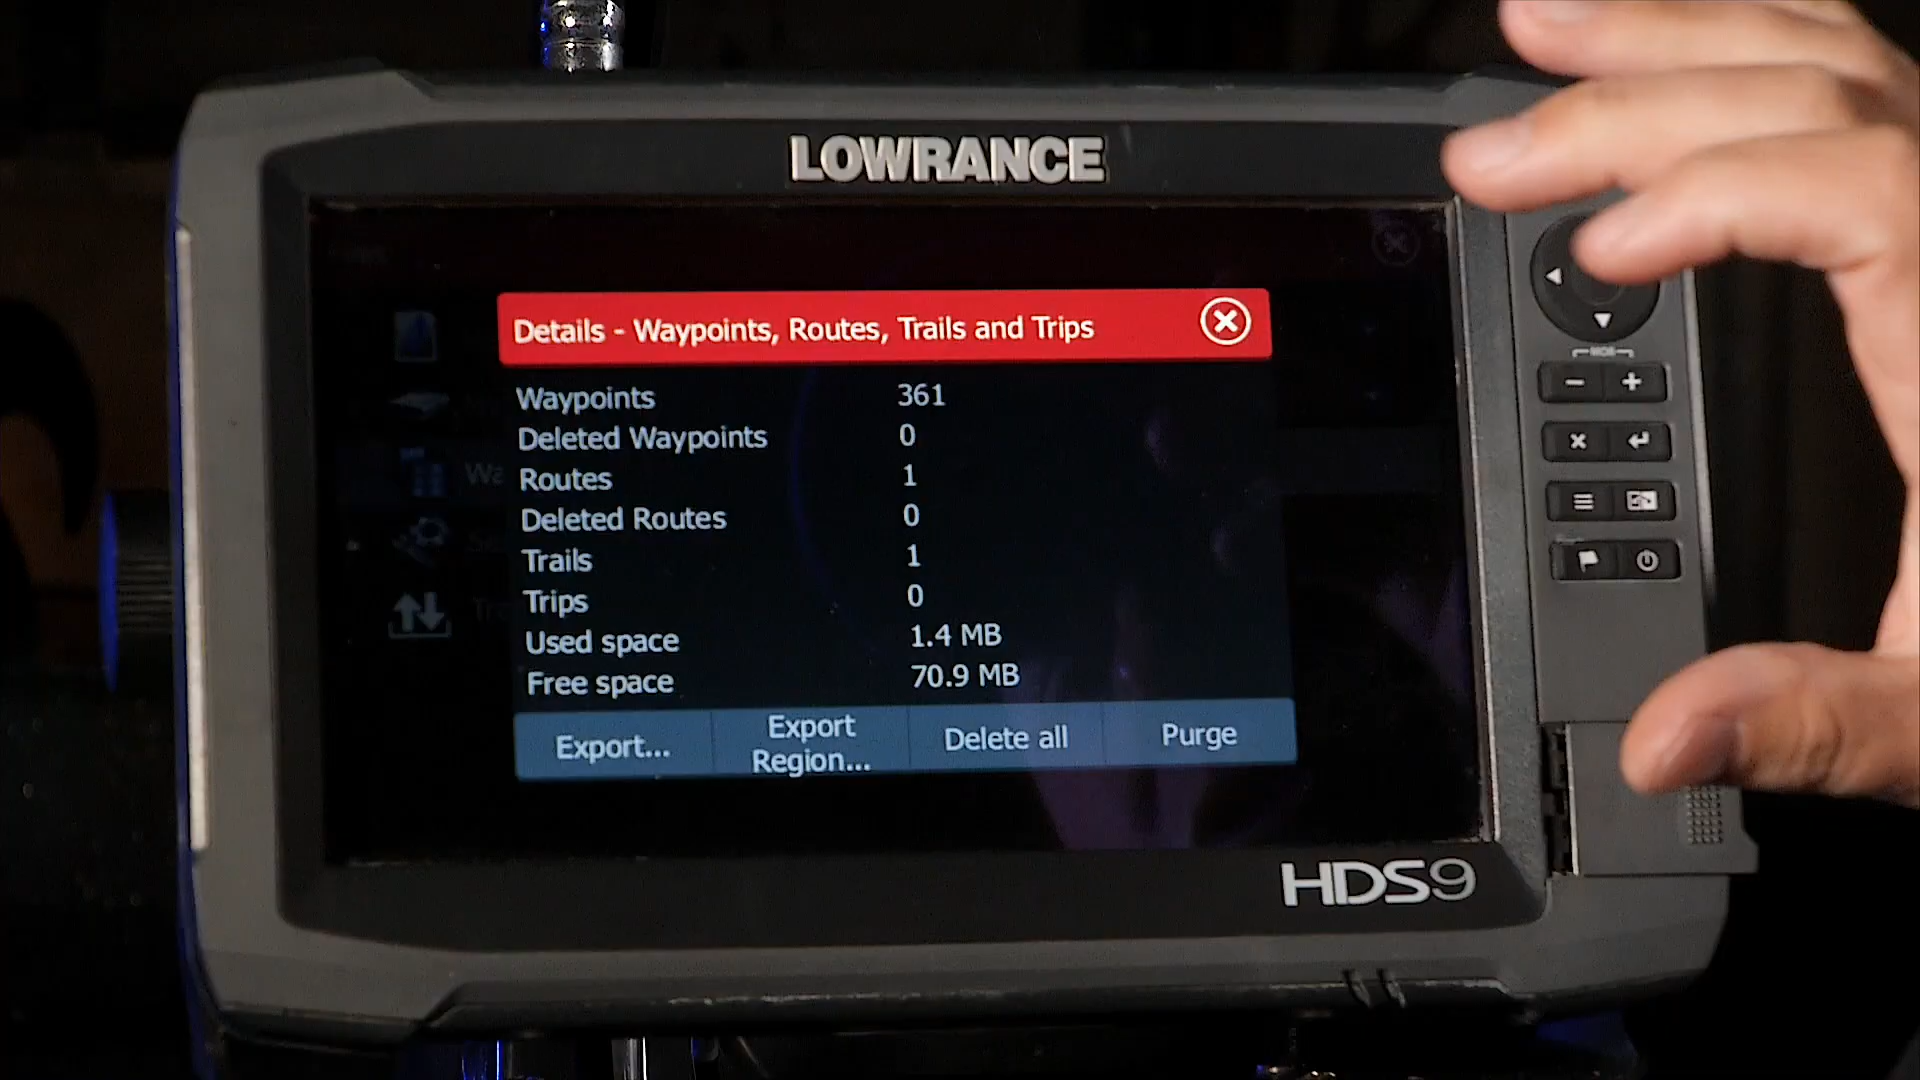 LOWRANCE
Details - Waypoints, Routes, Trails and Trips
Waypoints 361
Deleted Waypoints 0
Routes 1
Deleted Routes 0
Trails 1
Trips 0
Used space 1.4 MB
Free space 70.9 MB
Export...
Export
Region...
Delete all
Purge
HDS9